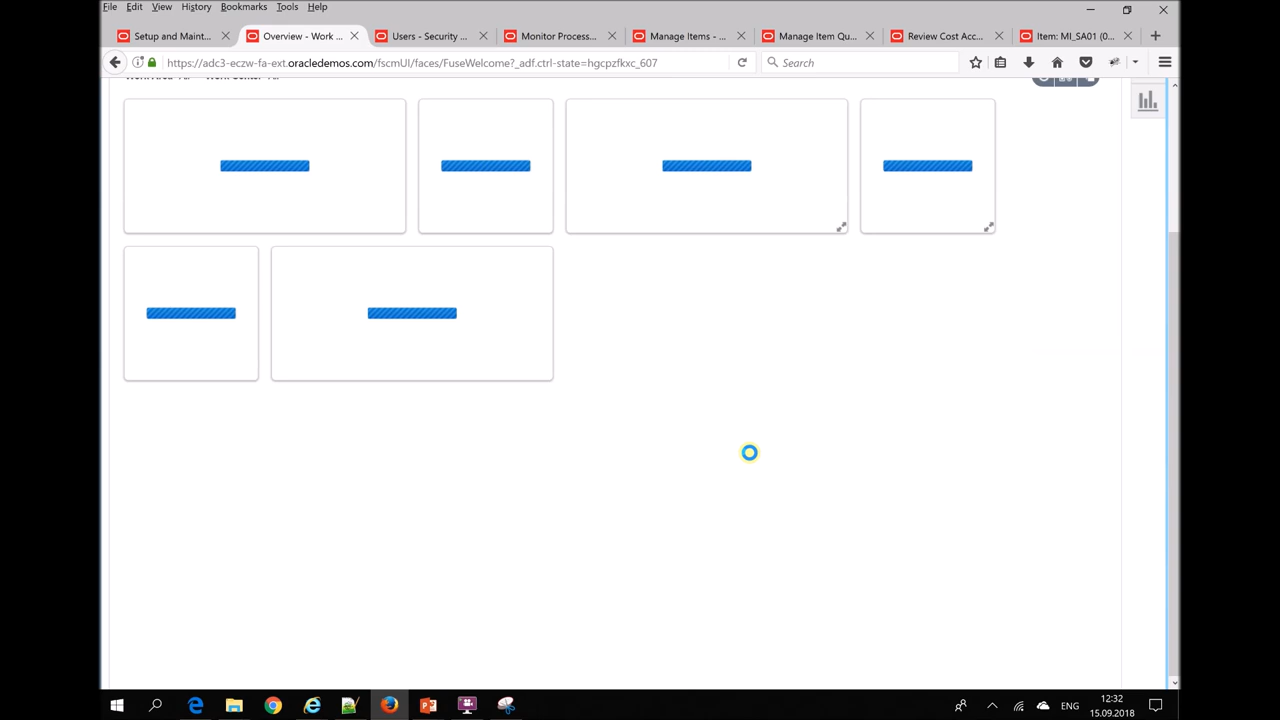 File Edit View History Bookmarks Tools Help
Setup and Maint... Overview - Work ... Users - Security ... Monitor Process... Manage Items - ... Manage Item Qu... Review Cost Acc... Item: MI_SA01 (0...
https://adc3-eczw-fa-ext.oracledemos.com/fscmUI/faces/FuseWelcome?_adf.ctrl-state=hgcpzfkxc_607 Search
ENG 12:32
15.09.2018